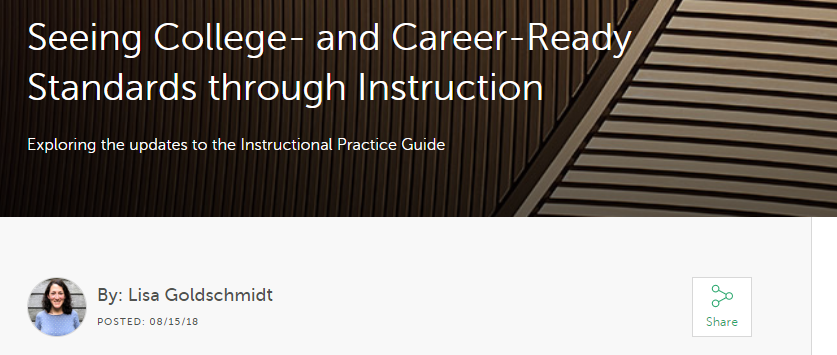 Seeing College- and Career-Ready
Standards through Instruction
Exploring the updates to the Instructional Practice Guide
By: Lisa Goldschmidt
POSTED: 08/15/18
Share